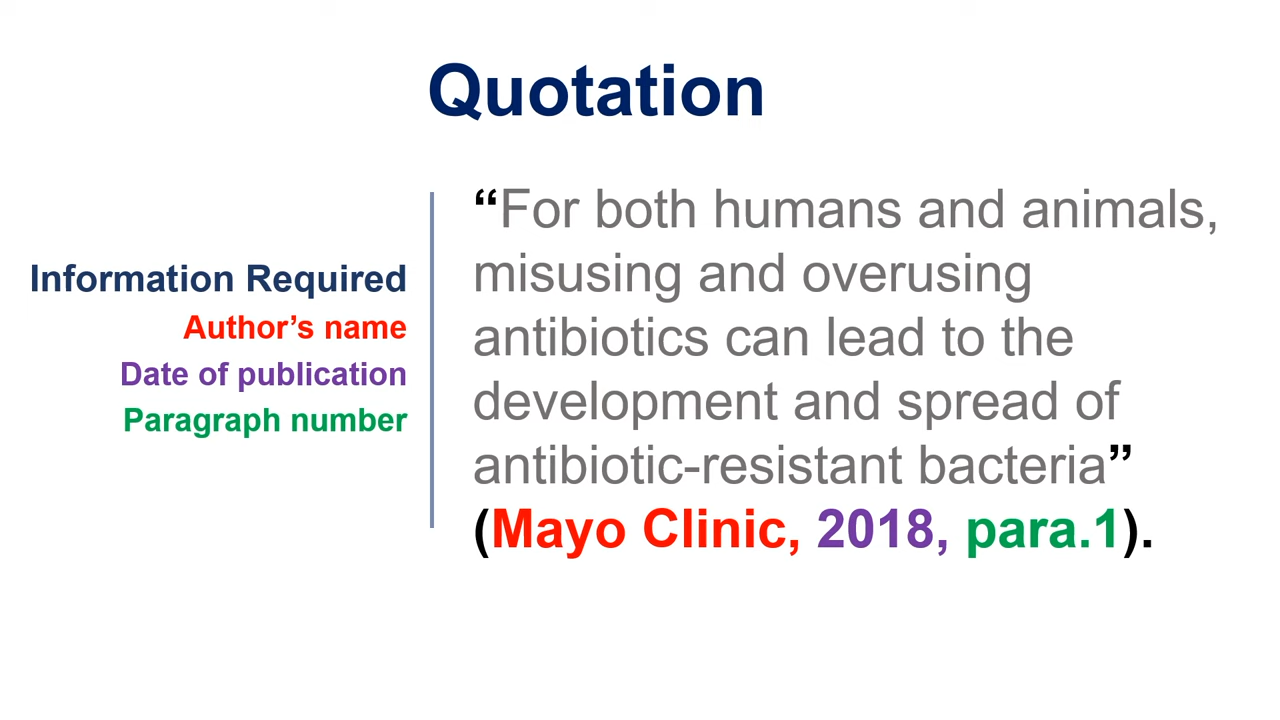 Quotation
Information Required
Author’s name
Date of publication
Paragraph number
“For both humans and animals,
misusing and overusing
antibiotics can lead to the
development and spread of
antibiotic-resistant bacteria”
(Mayo Clinic, 2018, para.1).